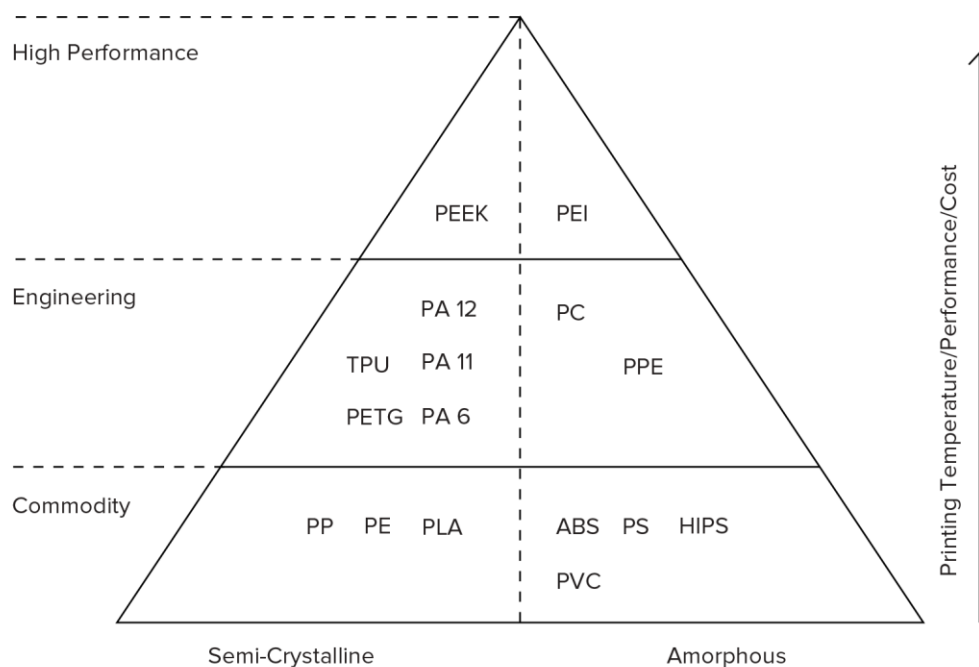 High Performance
PEEK PEI
Engineering
PA 12 PC
TPU PA 11 PPE
PETG PA 6
Commodity
PP PE PLA ABS PS HIPS
PVC
Semi-Crystalline Amorphous
Printing Temperature/Performance/Cost